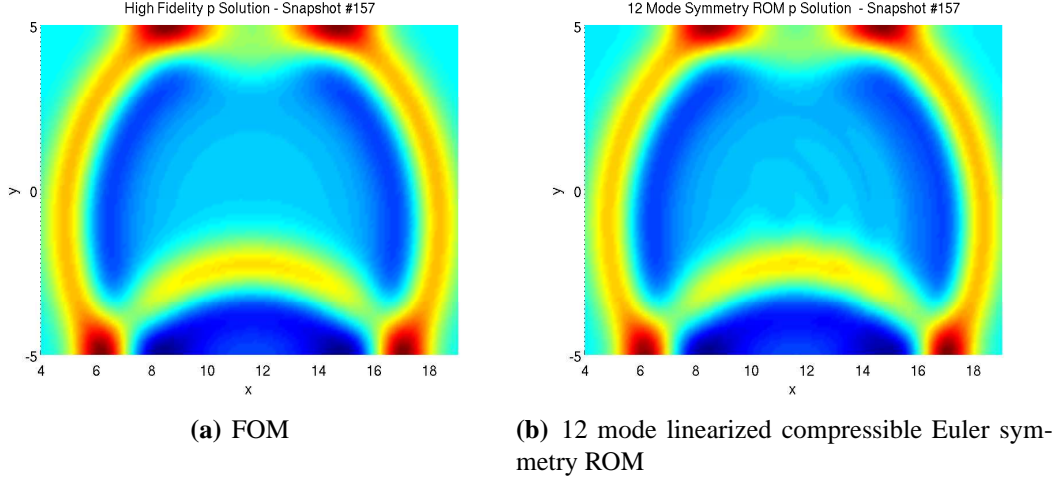 High Fidelity p Solution - Snapshot #157
5
y
0
-5
4 6 8 10 12 14 16 18
x
(a) FOM
12 Mode Symmetry ROM p Solution - Snapshot #157
5
y
0
-5
4 6 8 10 12 14 16 18
x
(b) 12 mode linearized compressible Euler sym-
metry ROM